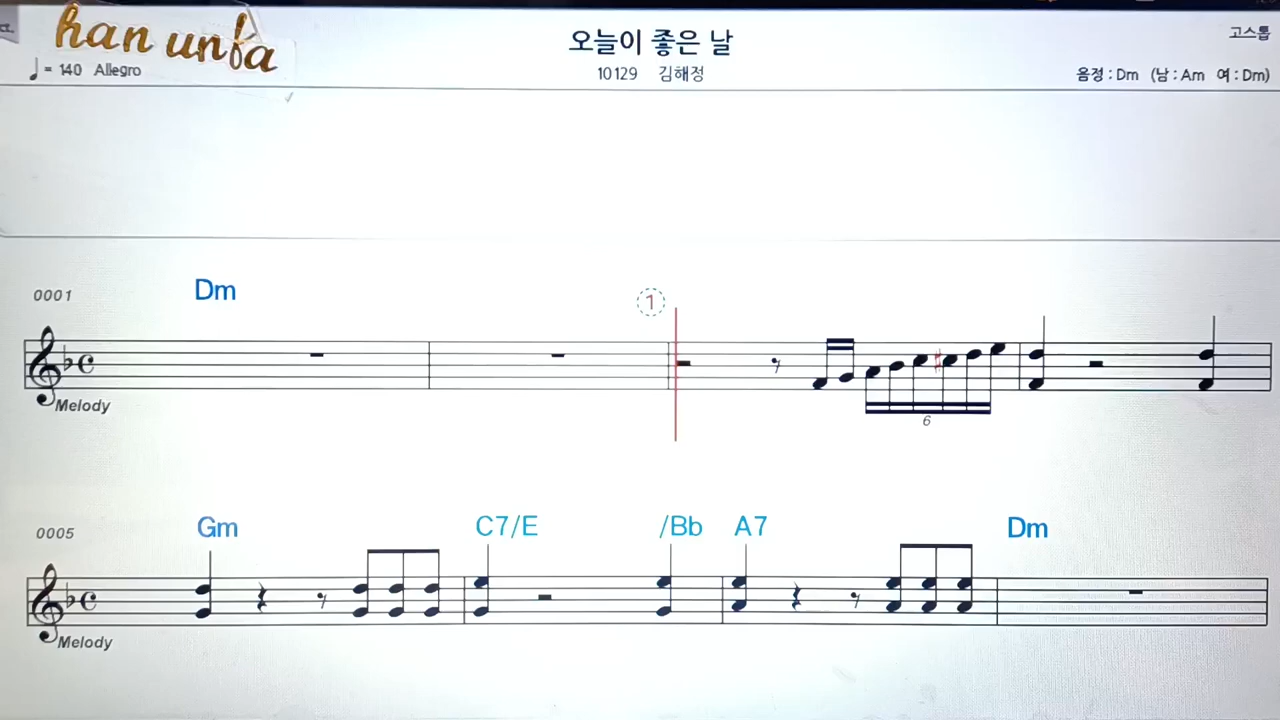 han unfa
오늘이 좋은 날
고스톱
♩= 140 Allegro
10129 김해정
음정 : Dm (남 : Am 여 : Dm)
0001
Dm
1
Melody
6
0005
Gm
C7/E
/Bb
A7
Dm
Melody